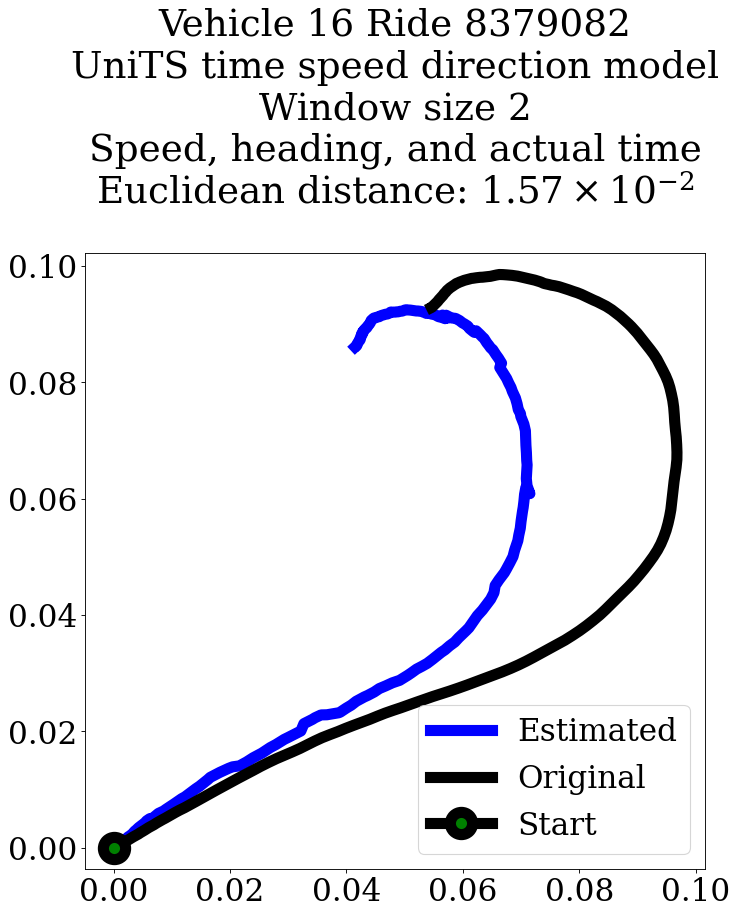 Vehicle 16 Ride 8379082
UniTS time speed direction model
Window size 2
Speed, heading, and actual time
Euclidean distance: 1.57 × 10⁻²
0.10
0.08
0.06
0.04
0.02
0.00
Estimated
Original
Start
0.00 0.02 0.04 0.06 0.08 0.10